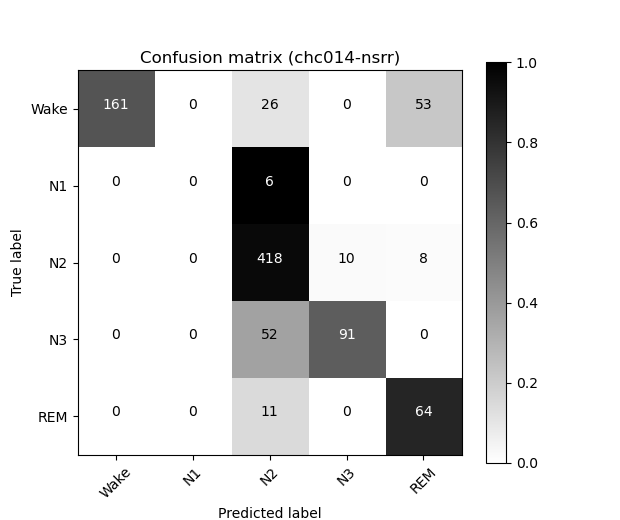 Confusion matrix (chc014-nsrr)
Wake 161 0 26 0 53
N1 0 0 6 0 0
N2 0 0 418 10 8
N3 0 0 52 91 0
REM 0 0 11 0 64
Wake N1 N2 N3 REM
True label
Predicted label
1.0
0.8
0.6
0.4
0.2
0.0